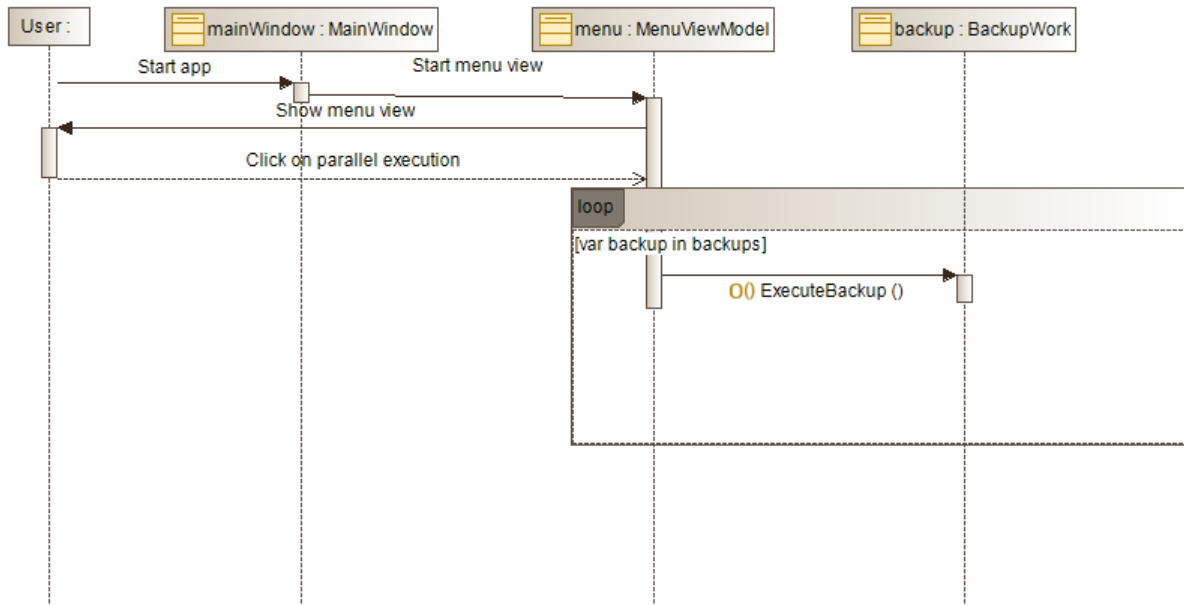 User :
mainWindow : MainWindow
menu : MenuViewModel
backup : BackupWork
Start app
Start menu view
Show menu view
Click on parallel execution
loop
[var backup in backups]
O() ExecuteBackup ()